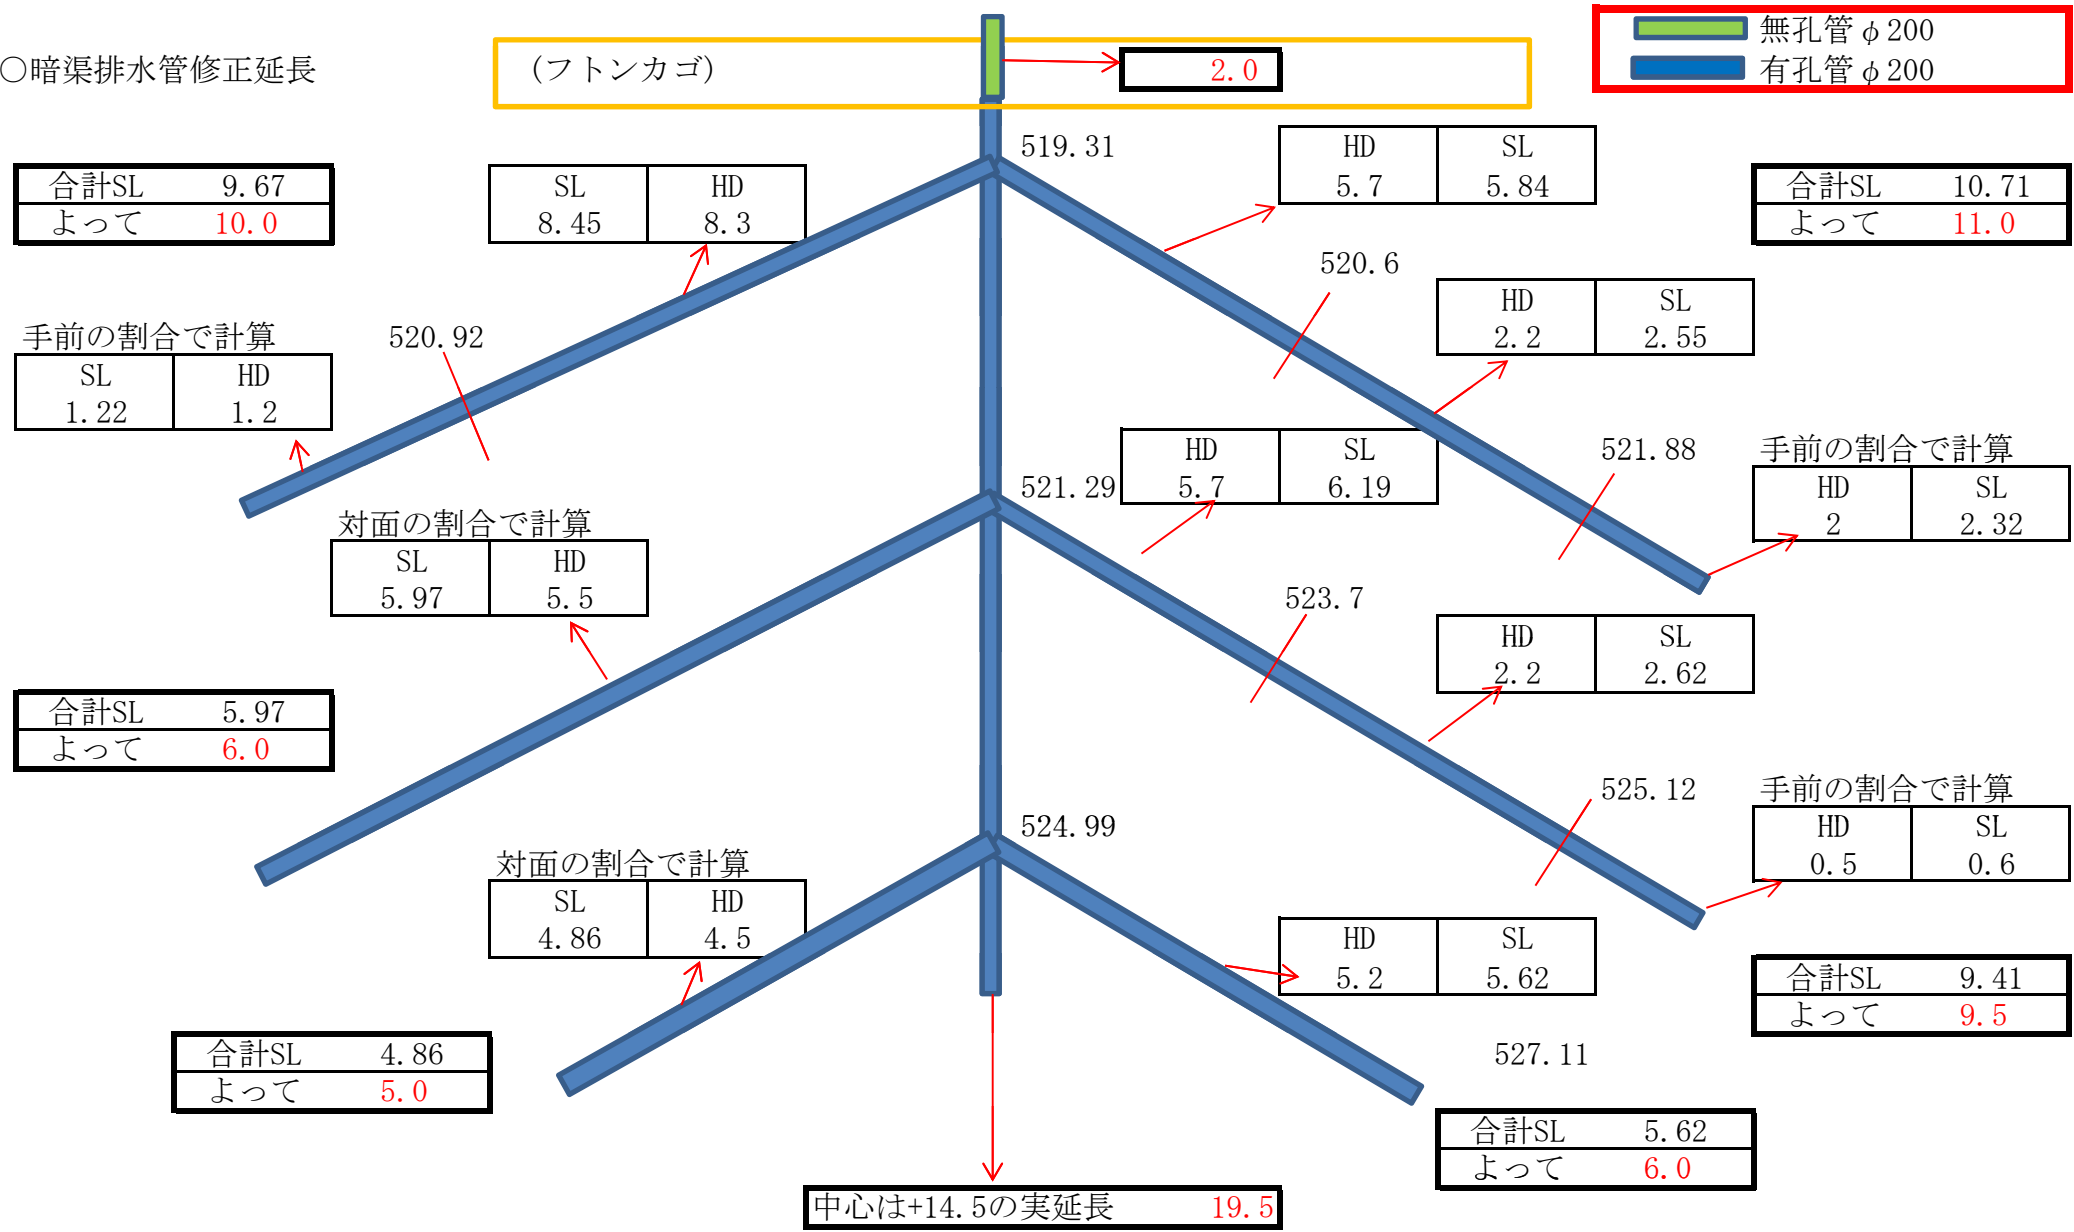 無孔管φ200
有孔管φ200
○暗渠排水管修正延長
(フトンカゴ)
2.0
519.31
HD SL
5.7 5.84
合計SL 9.67
よって 10.0
SL HD
8.45 8.3
合計SL 10.71
よって 11.0
520.6
HD SL
2.2 2.55
手前の割合で計算
SL HD
1.22 1.2
520.92
HD SL
5.7 6.19
521.88
手前の割合で計算
HD SL
2 2.32
521.29
対面の割合で計算
SL HD
5.97 5.5
523.7
HD SL
2.2 2.62
合計SL 5.97
よって 6.0
525.12
手前の割合で計算
HD SL
0.5 0.6
524.99
対面の割合で計算
SL HD
4.86 4.5
HD SL
5.2 5.62
合計SL 9.41
よって 9.5
合計SL 4.86
よって 5.0
527.11
合計SL 5.62
よって 6.0
中心は+14.5の実延長 19.5